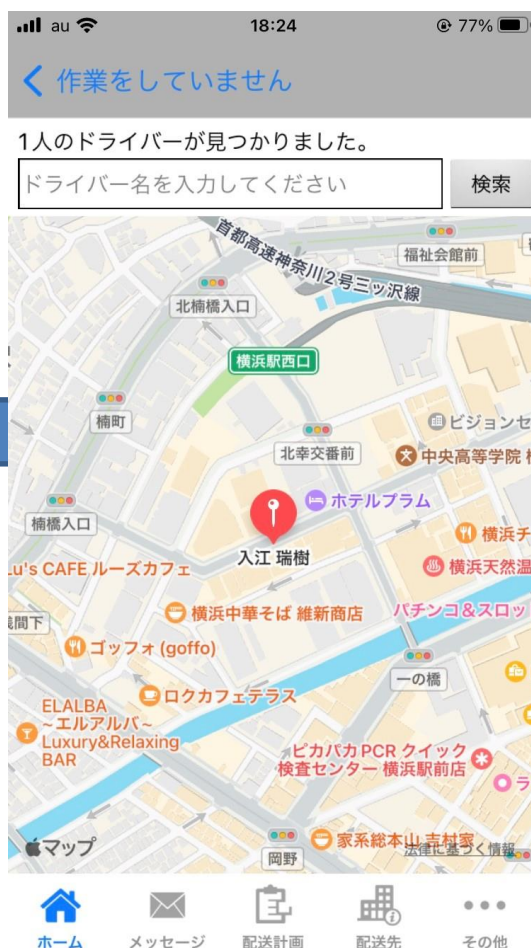 au
18:24
77%
作業をしていません
1人のドライバーが見つかりました。
ドライバー名を入力してください
検索
首都高速神奈川2号三ツ沢線
福祉会館前
北楠橋入口
横浜駅西口
楠町
ビジョンセ
北幸交番前
中央高等学院
ホテルプラム
楠橋入口
横浜チ
入江 瑞樹
Lu's CAFE ルーズカフェ
横浜天然温
横浜中華そば 維新商店
パチンコ&スロッ
浅間下
ゴッフォ (goffo)
一の橋
ロクカフェテラス
ELALBA
~エルアルバ~
Luxury&Relaxing
BAR
ピカパカ PCR クイック
検査センター 横浜駅前店
ラ
マップ
岡野
家系総本山 吉村家
法律に基づく情報
ホーム
メッセージ
配送計画
配送先
その他